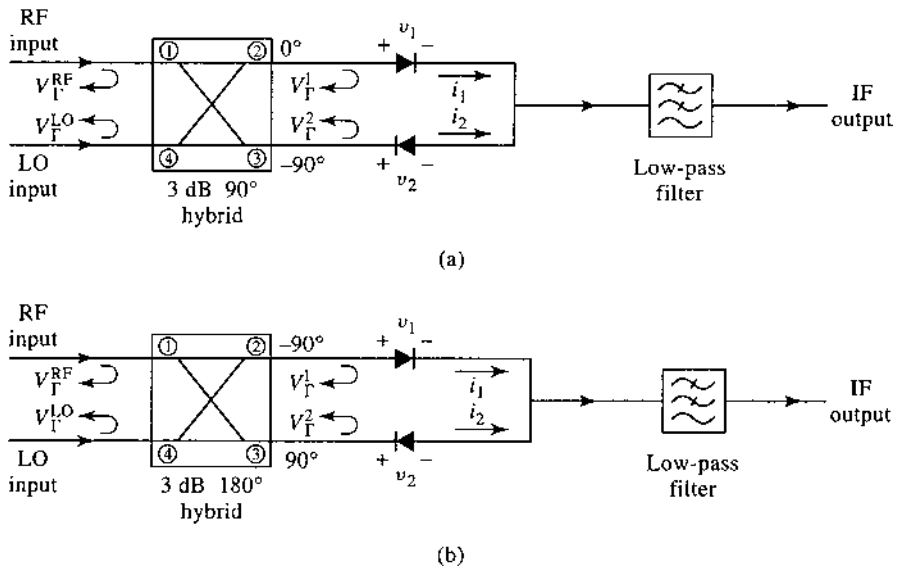 RF
input
① ② 0°
+ v₁ −
V_Γ^RF V_Γ^1 i₁
V_Γ^LO V_Γ^2 i₂
IF
output
④ ③ −90°
+ v₂ −
LO
input
3 dB 90°
hybrid
Low-pass
filter
(a)
RF
input
① ② −90°
+ v₁ −
V_Γ^RF V_Γ^1 i₁
V_Γ^LO V_Γ^2 i₂
IF
output
④ ③ 90°
+ v₂ −
LO
input
3 dB 180°
hybrid
Low-pass
filter
(b)